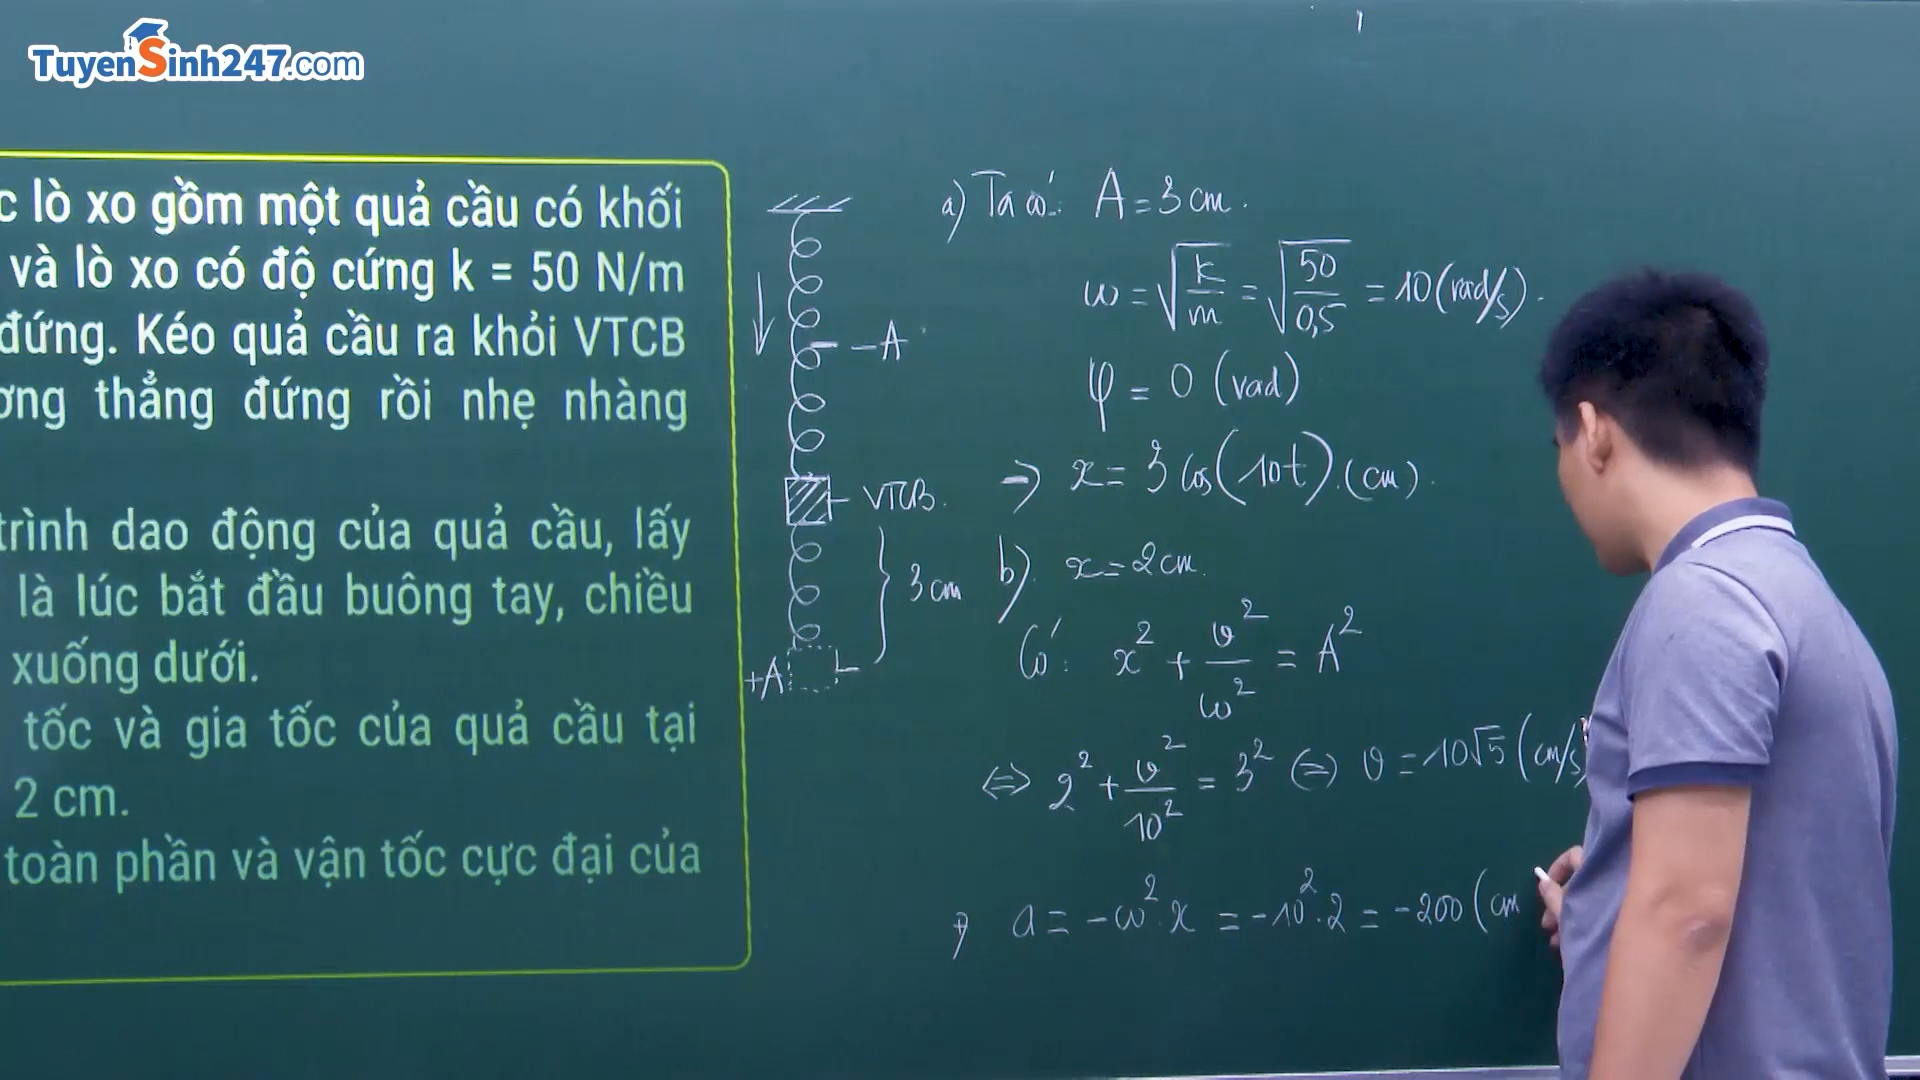 TuyenSinh247.com
c lò xo gồm một quả cầu có khối
và lò xo có độ cứng k = 50 N/m
đứng. Kéo quả cầu ra khỏi VTCB
ơng thẳng đứng rồi nhẹ nhàng
trình dao động của quả cầu, lấy
là lúc bắt đầu buông tay, chiều
xuống dưới.
tốc và gia tốc của quả cầu tại
2 cm.
toàn phần và vận tốc cực đại của
-A
VTCB.
3 cm
+A
a) Ta có: A = 3 cm.
ω = √(k/m) = √(50/0,5) = 10 (rad/s).
φ = 0 (rad)
→ x = 3 cos(10t).(cm).
b). x = 2 cm.
Có: x² + v²/ω² = A²
⇔ 2² + v²/10² = 3² ⇔ v = 10√5 (cm/s)
+) a = -ω².x = -10².2 = -200 (cm